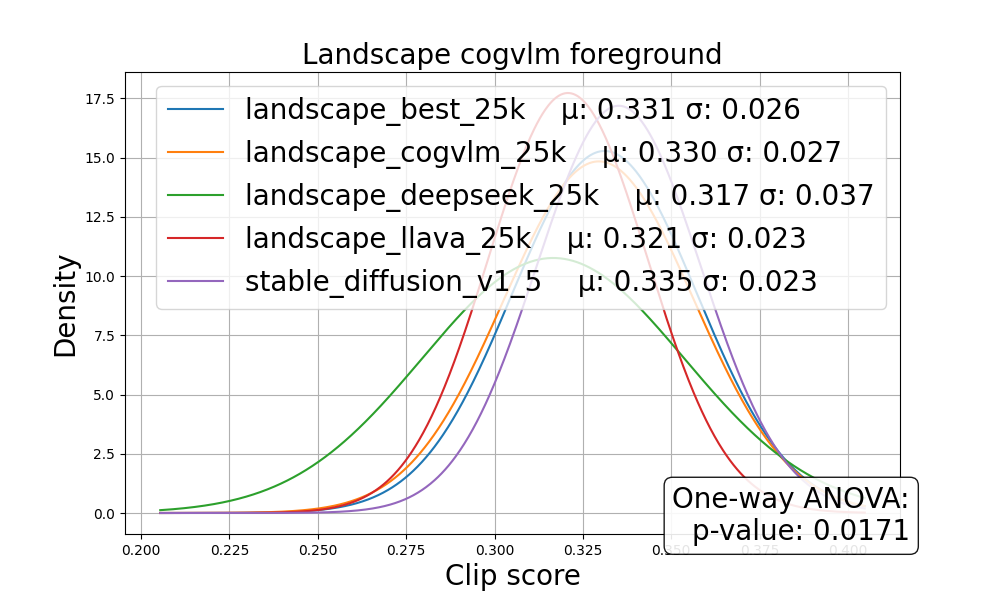 Landscape cogvlm foreground
landscape_best_25k μ: 0.331 σ: 0.026
landscape_cogvlm_25k μ: 0.330 σ: 0.027
landscape_deepseek_25k μ: 0.317 σ: 0.037
landscape_llava_25k μ: 0.321 σ: 0.023
stable_diffusion_v1_5 μ: 0.335 σ: 0.023
Density
17.5
15.0
12.5
10.0
7.5
5.0
2.5
0.0
One-way ANOVA:
p-value: 0.0171
0.200 0.225 0.250 0.275 0.300 0.325 0.350 0.375 0.400
Clip score